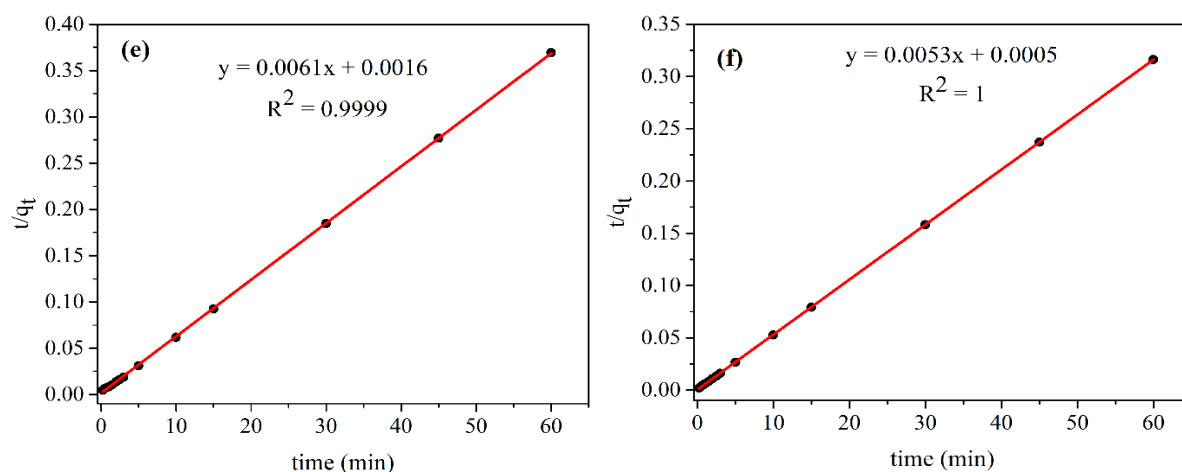 (e)
y = 0.0061x + 0.0016
R² = 0.9999
t/qₜ
0.40
0.35
0.30
0.25
0.20
0.15
0.10
0.05
0.00
0 10 20 30 40 50 60
time (min)
(f)
y = 0.0053x + 0.0005
R² = 1
t/qₜ
0.35
0.30
0.25
0.20
0.15
0.10
0.05
0.00
0 10 20 30 40 50 60
time (min)